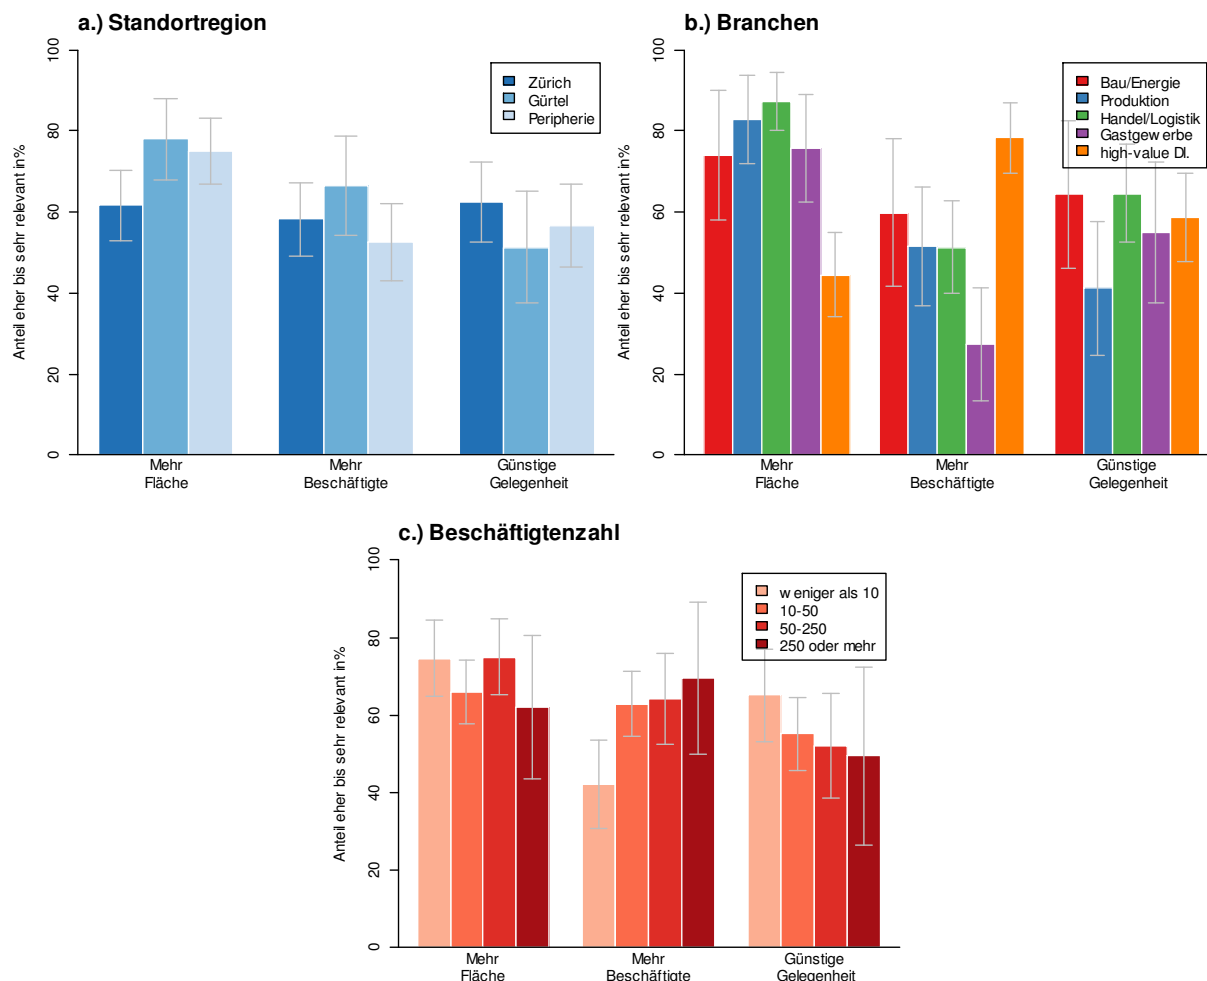 a.) Standortregion
Anteil eher bis sehr relevant in%
100
80
60
40
20
0
Zürich
Gürtel
Peripherie
Mehr
Fläche
Mehr
Beschäftigte
Günstige
Gelegenheit
b.) Branchen
Anteil eher bis sehr relevant in%
100
80
60
40
20
0
Bau/Energie
Produktion
Handel/Logistik
Gastgewerbe
high-value Dl.
Mehr
Fläche
Mehr
Beschäftigte
Günstige
Gelegenheit
c.) Beschäftigtenzahl
Anteil eher bis sehr relevant in%
100
80
60
40
20
0
weniger als 10
10-50
50-250
250 oder mehr
Mehr
Fläche
Mehr
Beschäftigte
Günstige
Gelegenheit